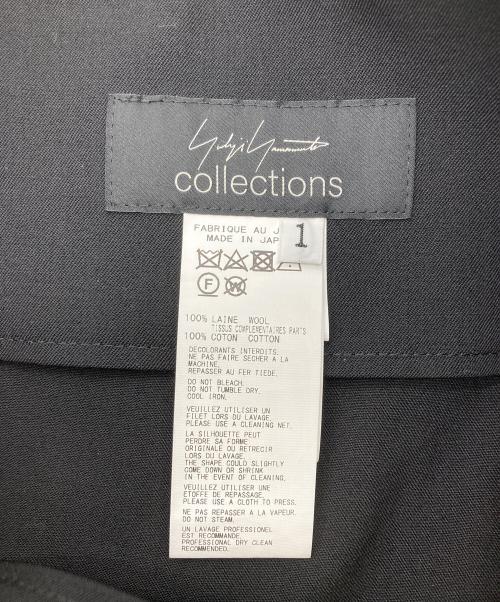 Yohji Yamamoto
collections
1
FABRIQUE AU J
MADE IN JAP
F W
100% LAINE WOOL
TISSUS COMPLEMENTAIRES PARTS
100% COTON COTTON
DECOLORANTS INTERDITS.
NE PAS FAIRE SECHER A LA
MACHINE.
REPASSER AU FER TIEDE.
DO NOT BLEACH.
DO NOT TUMBLE DRY.
COOL IRON.
VEUILLEZ UTILISER UN
FILET LORS DU LAVAGE.
PLEASE USE A CLEANING NET.
LA SILHOUETTE PEUT
PERDRE SA FORME
ORIGINALE OU RETRECIR
LORS DU LAVAGE.
THE SHAPE COULD SLIGHTLY
COME DOWN OR SHRINK
IN THE EVENT OF CLEANING.
VEUILLEZ UTILISER UNE
ETOFFE DE REPASSAGE.
PLEASE USE A CLOTH TO PRESS.
NE PAS REPASSER A LA VAPEUR.
DO NOT STEAM.
UN LAVAGE PROFESSIONEL
EST RECOMMANDE.
PROFESSIONAL DRY CLEAN
RECOMMENDED.